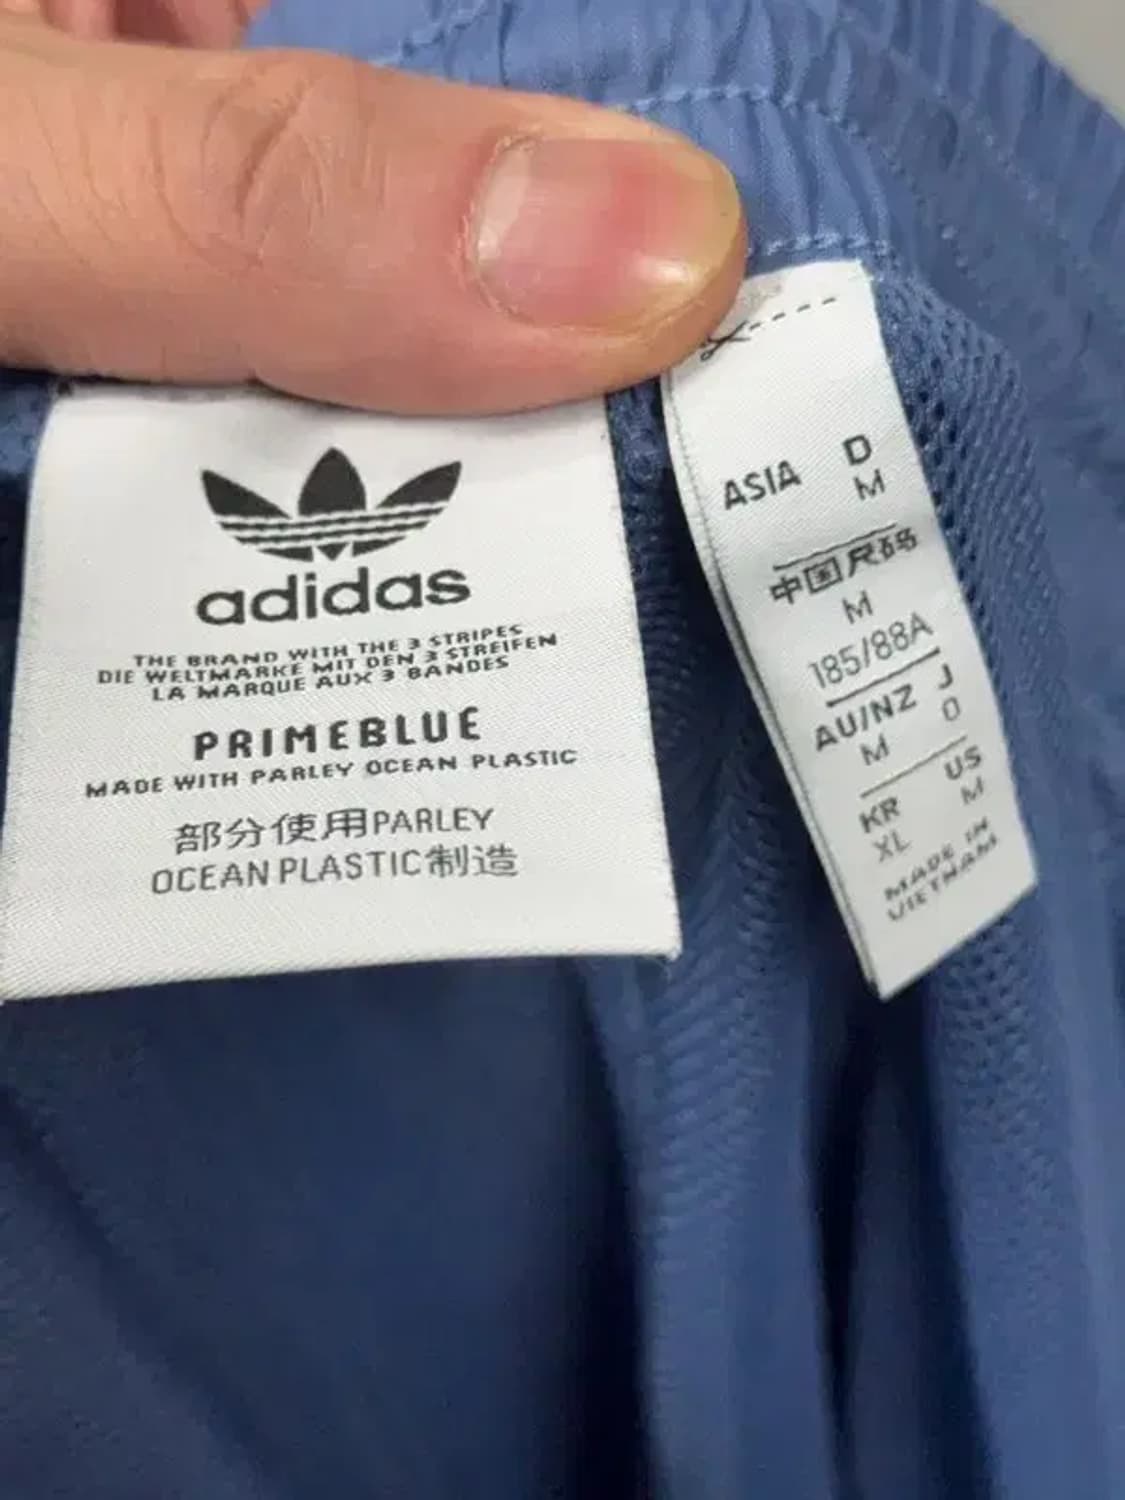 adidas
THE BRAND WITH THE 3 STRIPES
DIE WELTMARKE MIT DEN 3 STREIFEN
LA MARQUE AUX 3 BANDES
PRIMEBLUE
MADE WITH PARLEY OCEAN PLASTIC
部分使用PARLEY
OCEAN PLASTIC制造
ASIA D
M
中国尺码
M
185/88A
AU/NZ J
M O
KR US
XL M
MADE IN
VIETNAM